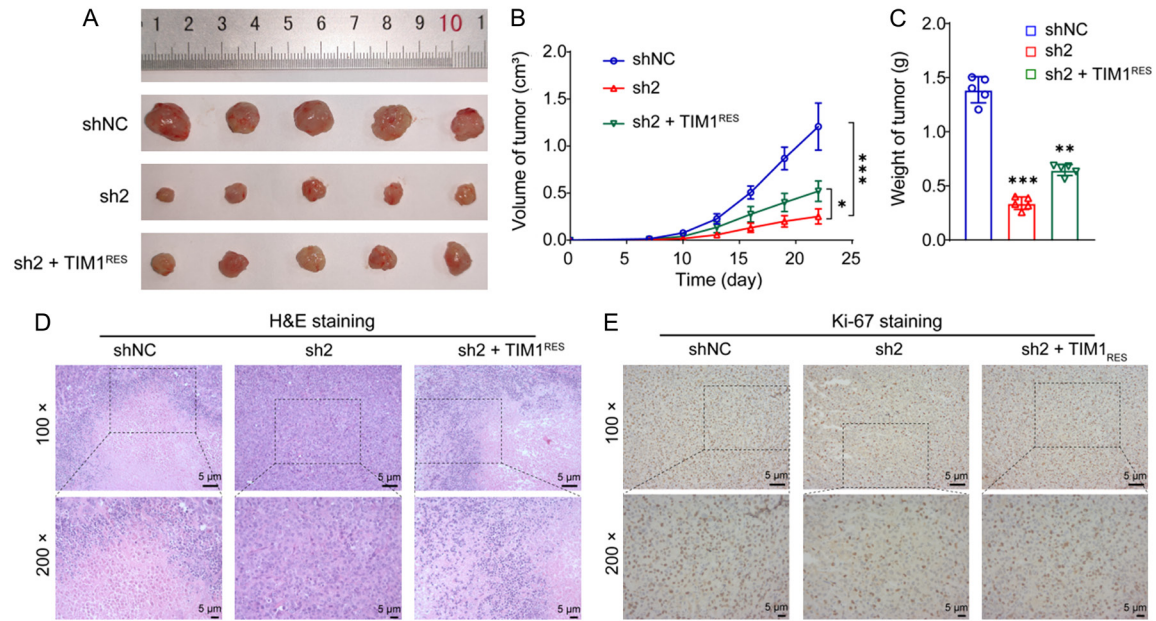 A
1 2 3 4 5 6 7 8 9 10 1
shNC
sh2
sh2 + TIM1ᴿᴱˢ
B
Volume of tumor (cm³)
2.0
1.5
1.0
0.5
0.0
0 5 10 15 20 25
Time (day)
shNC
sh2
sh2 + TIM1ᴿᴱˢ
***
*
C
Weight of tumor (g)
2.0
1.5
1.0
0.5
0.0
shNC
sh2
sh2 + TIM1ᴿᴱˢ
***
**
D
H&E staining
shNC sh2 sh2 + TIM1ᴿᴱˢ
100 ×
5 µm 5 µm 5 µm
200 ×
5 µm 5 µm 5 µm
E
Ki-67 staining
shNC sh2 sh2 + TIM1 RES
100 ×
5 µm 5 µm 5 µm
200 ×
5 µm 5 µm 5 µm